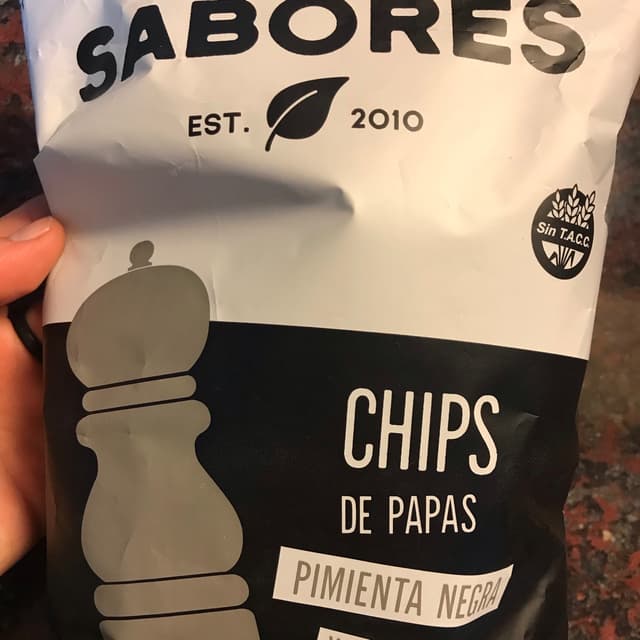 SABORES
EST. 2010
Sin T.A.C.C.
CHIPS
DE PAPAS
PIMIENTA NEGRA